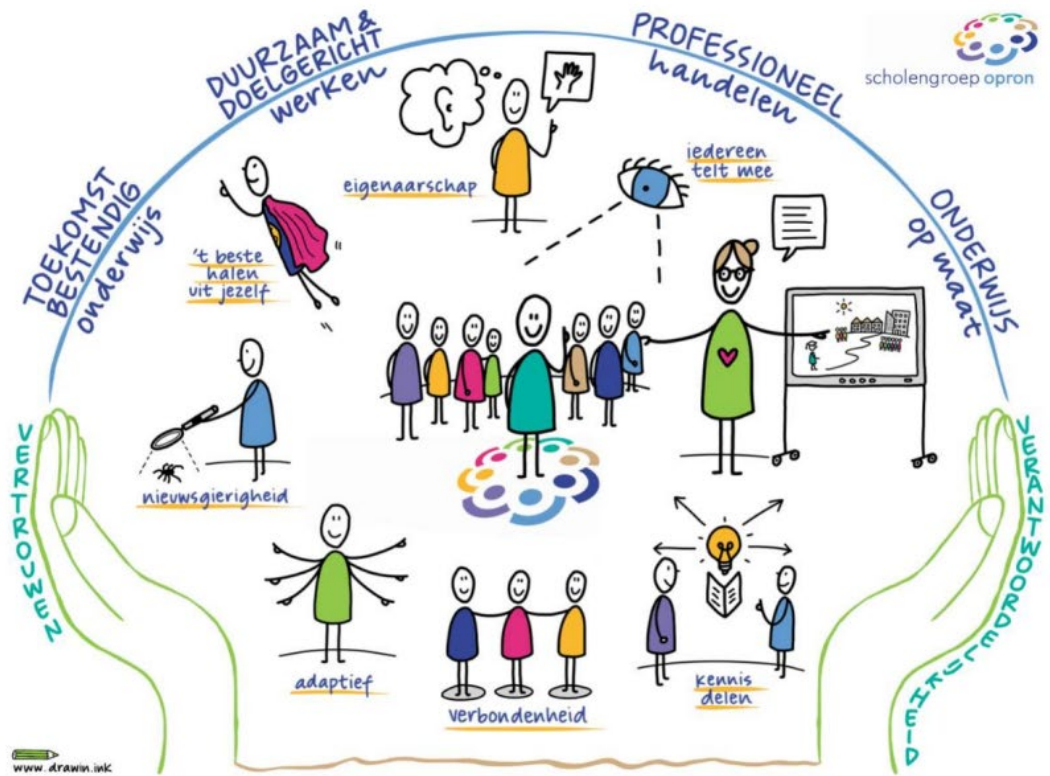 TOEKOMST
BESTENDIG
onderwijs
DUURZAAM &
DOELGERICHT
werken
PROFESSIONEEL
handelen
ONDERWIJS
op maat
scholengroep opron
eigenaarschap
iedereen
telt mee
't beste
halen
uit jezelf
nieuwsgierigheid
adaptief
verbondenheid
kennis
delen
VERTROUWEN
VERANTWOORDELIJKHEID
www.drawin.ink